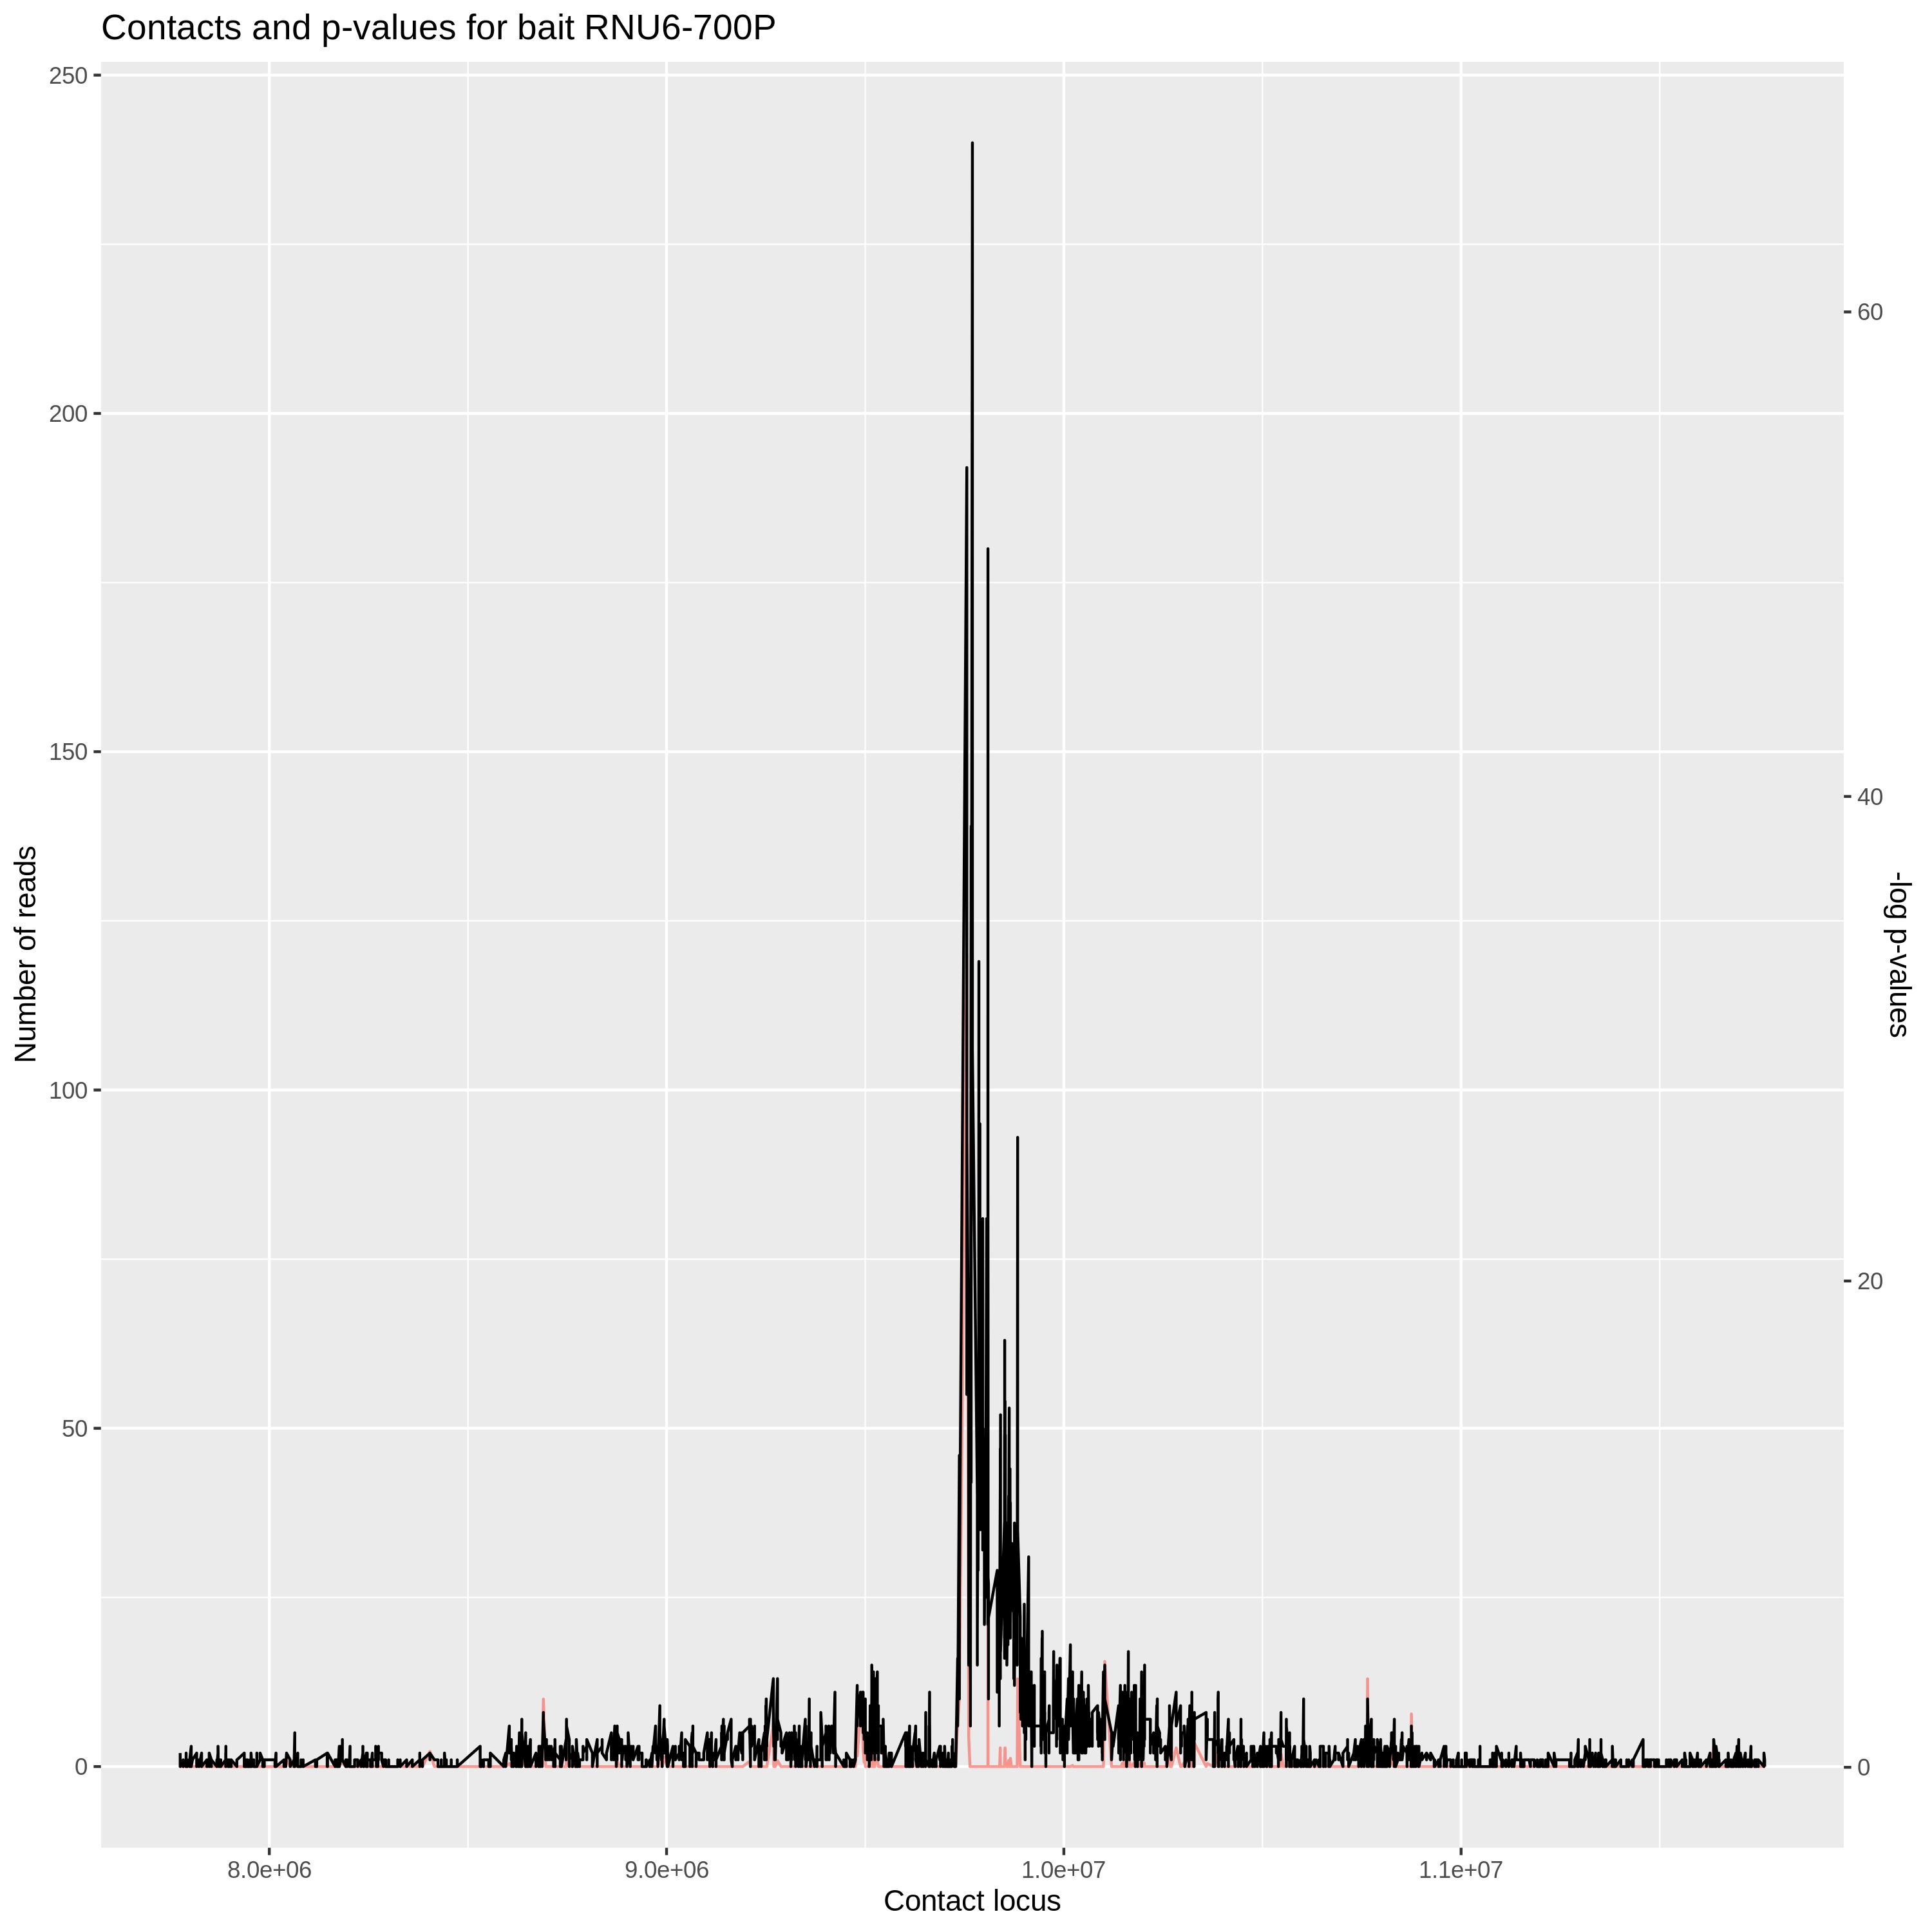 Contacts and p-values for bait RNU6-700P
250
200
150
100
50
0
Number of reads
60
40
20
0
-log p-values
8.0e+06
9.0e+06
1.0e+07
1.1e+07
Contact locus